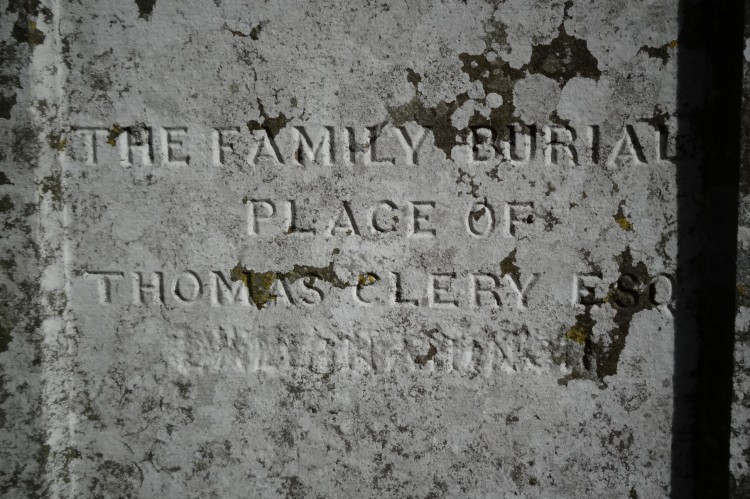 THE FAMILY BURIAL
PLACE OF
THOMAS CLERY ESQ